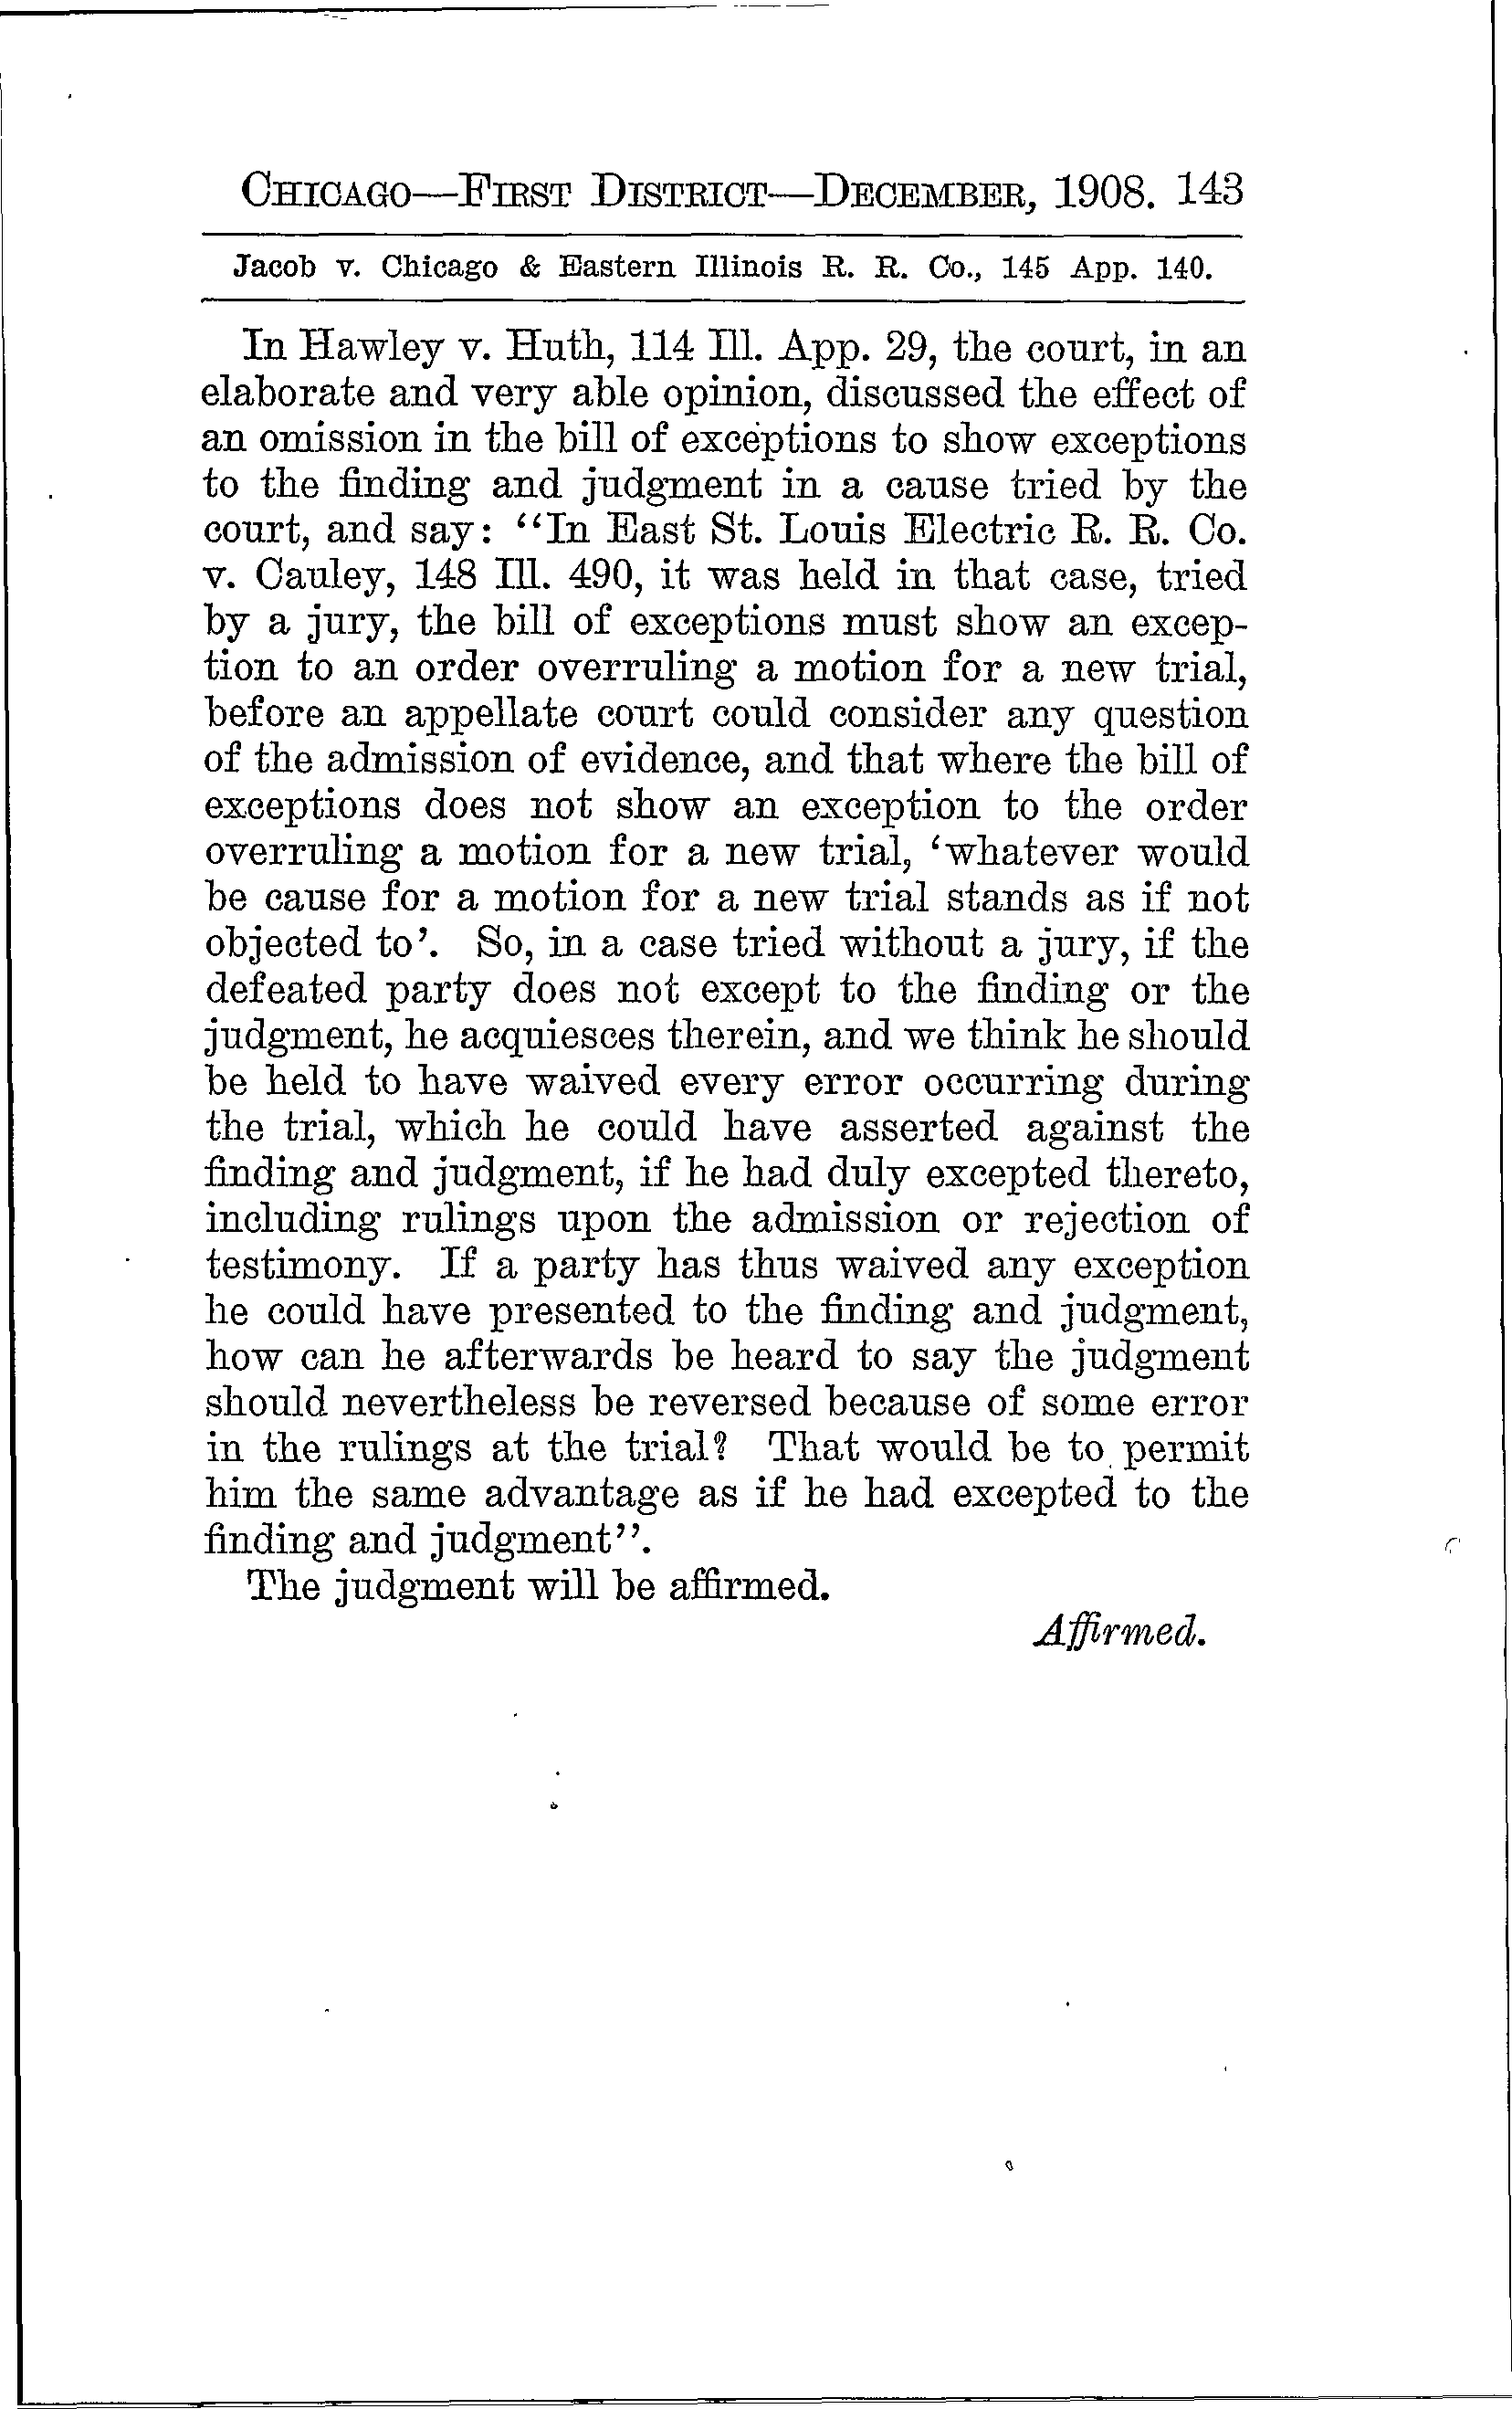 CHICAGO—FIRST DISTRICT—DECEMBER, 1908. 143
Jacob v. Chicago & Eastern Illinois R. R. Co., 145 App. 140.
In Hawley v. Huth, 114 Ill. App. 29, the court, in an
elaborate and very able opinion, discussed the effect of
an omission in the bill of exceptions to show exceptions
to the finding and judgment in a cause tried by the
court, and say: "In East St. Louis Electric R. R. Co.
v. Cauley, 148 Ill. 490, it was held in that case, tried
by a jury, the bill of exceptions must show an excep-
tion to an order overruling a motion for a new trial,
before an appellate court could consider any question
of the admission of evidence, and that where the bill of
exceptions does not show an exception to the order
overruling a motion for a new trial, 'whatever would
be cause for a motion for a new trial stands as if not
objected to'. So, in a case tried without a jury, if the
defeated party does not except to the finding or the
judgment, he acquiesces therein, and we think he should
be held to have waived every error occurring during
the trial, which he could have asserted against the
finding and judgment, if he had duly excepted thereto,
including rulings upon the admission or rejection of
testimony. If a party has thus waived any exception
he could have presented to the finding and judgment,
how can he afterwards be heard to say the judgment
should nevertheless be reversed because of some error
in the rulings at the trial? That would be to permit
him the same advantage as if he had excepted to the
finding and judgment".
The judgment will be affirmed.
Affirmed.